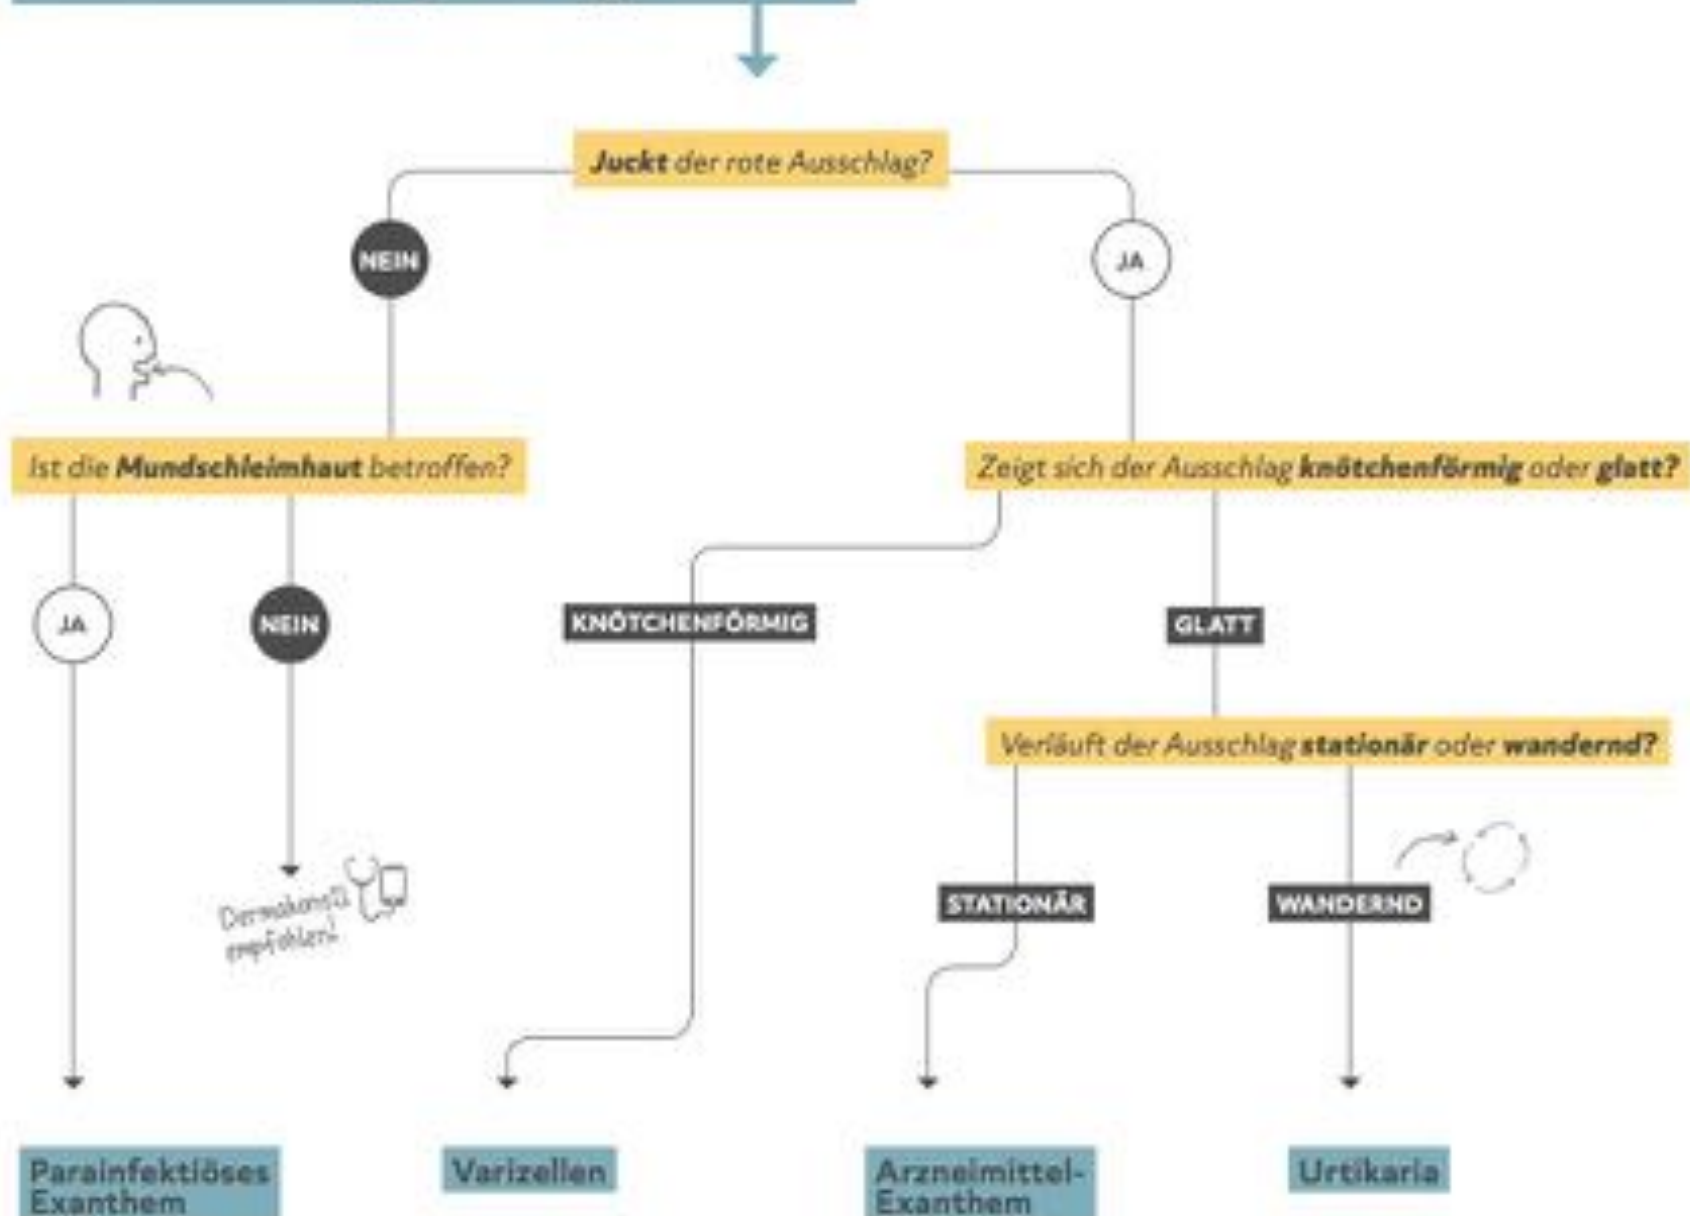 Juckt der rote Ausschlag?
NEIN
JA
Ist die Mundschleimhaut betroffen?
Zeigt sich der Ausschlag knötchenförmig oder glatt?
JA
NEIN
KNÖTCHENFÖRMIG
GLATT
Verläuft der Ausschlag stationär oder wandernd?
STATIONÄR
WANDERND
empfohlen!
Parainfektiöses
Exanthem
Varizellen
Arzneimittel-
Exanthem
Urtikaria